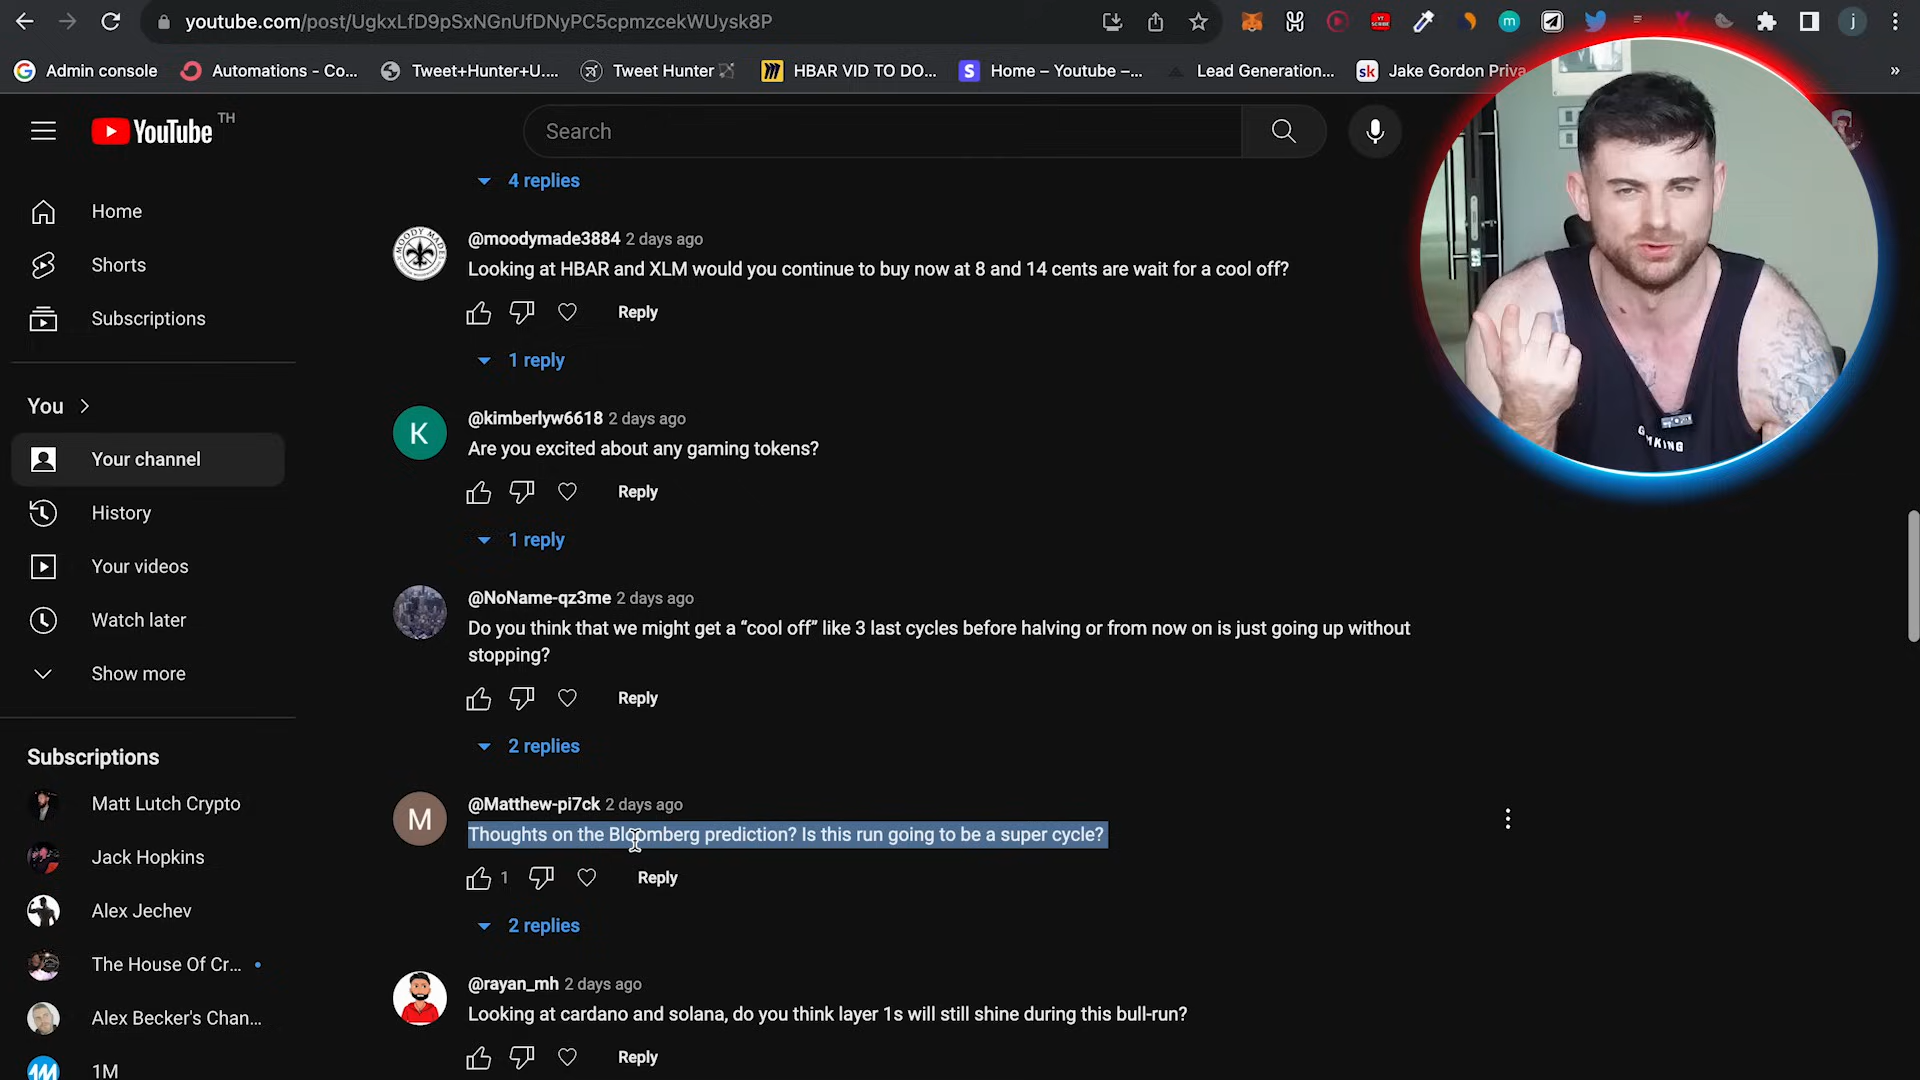 youtube.com/post/UgkxLfD9pSxNGnUfDNyPC5cpmzcekWUysk8P
Admin console
Automations - Co...
Tweet+Hunter+U....
Tweet Hunter
HBAR VID TO DO...
Home – Youtube –...
Lead Generation...
Jake Gordon Priva
YouTube TH
Search
Home
Shorts
Subscriptions
You
Your channel
History
Your videos
Watch later
Show more
Subscriptions
Matt Lutch Crypto
Jack Hopkins
Alex Jechev
The House Of Cr...
Alex Becker's Chan...
1M
4 replies
@moodymade3884 2 days ago
Looking at HBAR and XLM would you continue to buy now at 8 and 14 cents are wait for a cool off?
Reply
1 reply
K
@kimberlyw6618 2 days ago
Are you excited about any gaming tokens?
Reply
1 reply
@NoName-qz3me 2 days ago
Do you think that we might get a “cool off” like 3 last cycles before halving or from now on is just going up without
stopping?
Reply
2 replies
M
@Matthew-pi7ck 2 days ago
Thoughts on the Bloomberg prediction? Is this run going to be a super cycle?
1
Reply
2 replies
@rayan_mh 2 days ago
Looking at cardano and solana, do you think layer 1s will still shine during this bull-run?
Reply